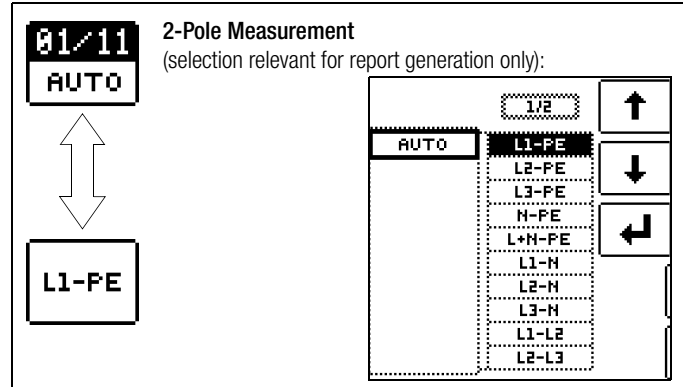 01/11
AUTO
2-Pole Measurement
(selection relevant for report generation only):
1/2
AUTO
L1-PE
L2-PE
L3-PE
N-PE
L+N-PE
L1-N
L2-N
L3-N
L1-L2
L2-L3
L1-PE